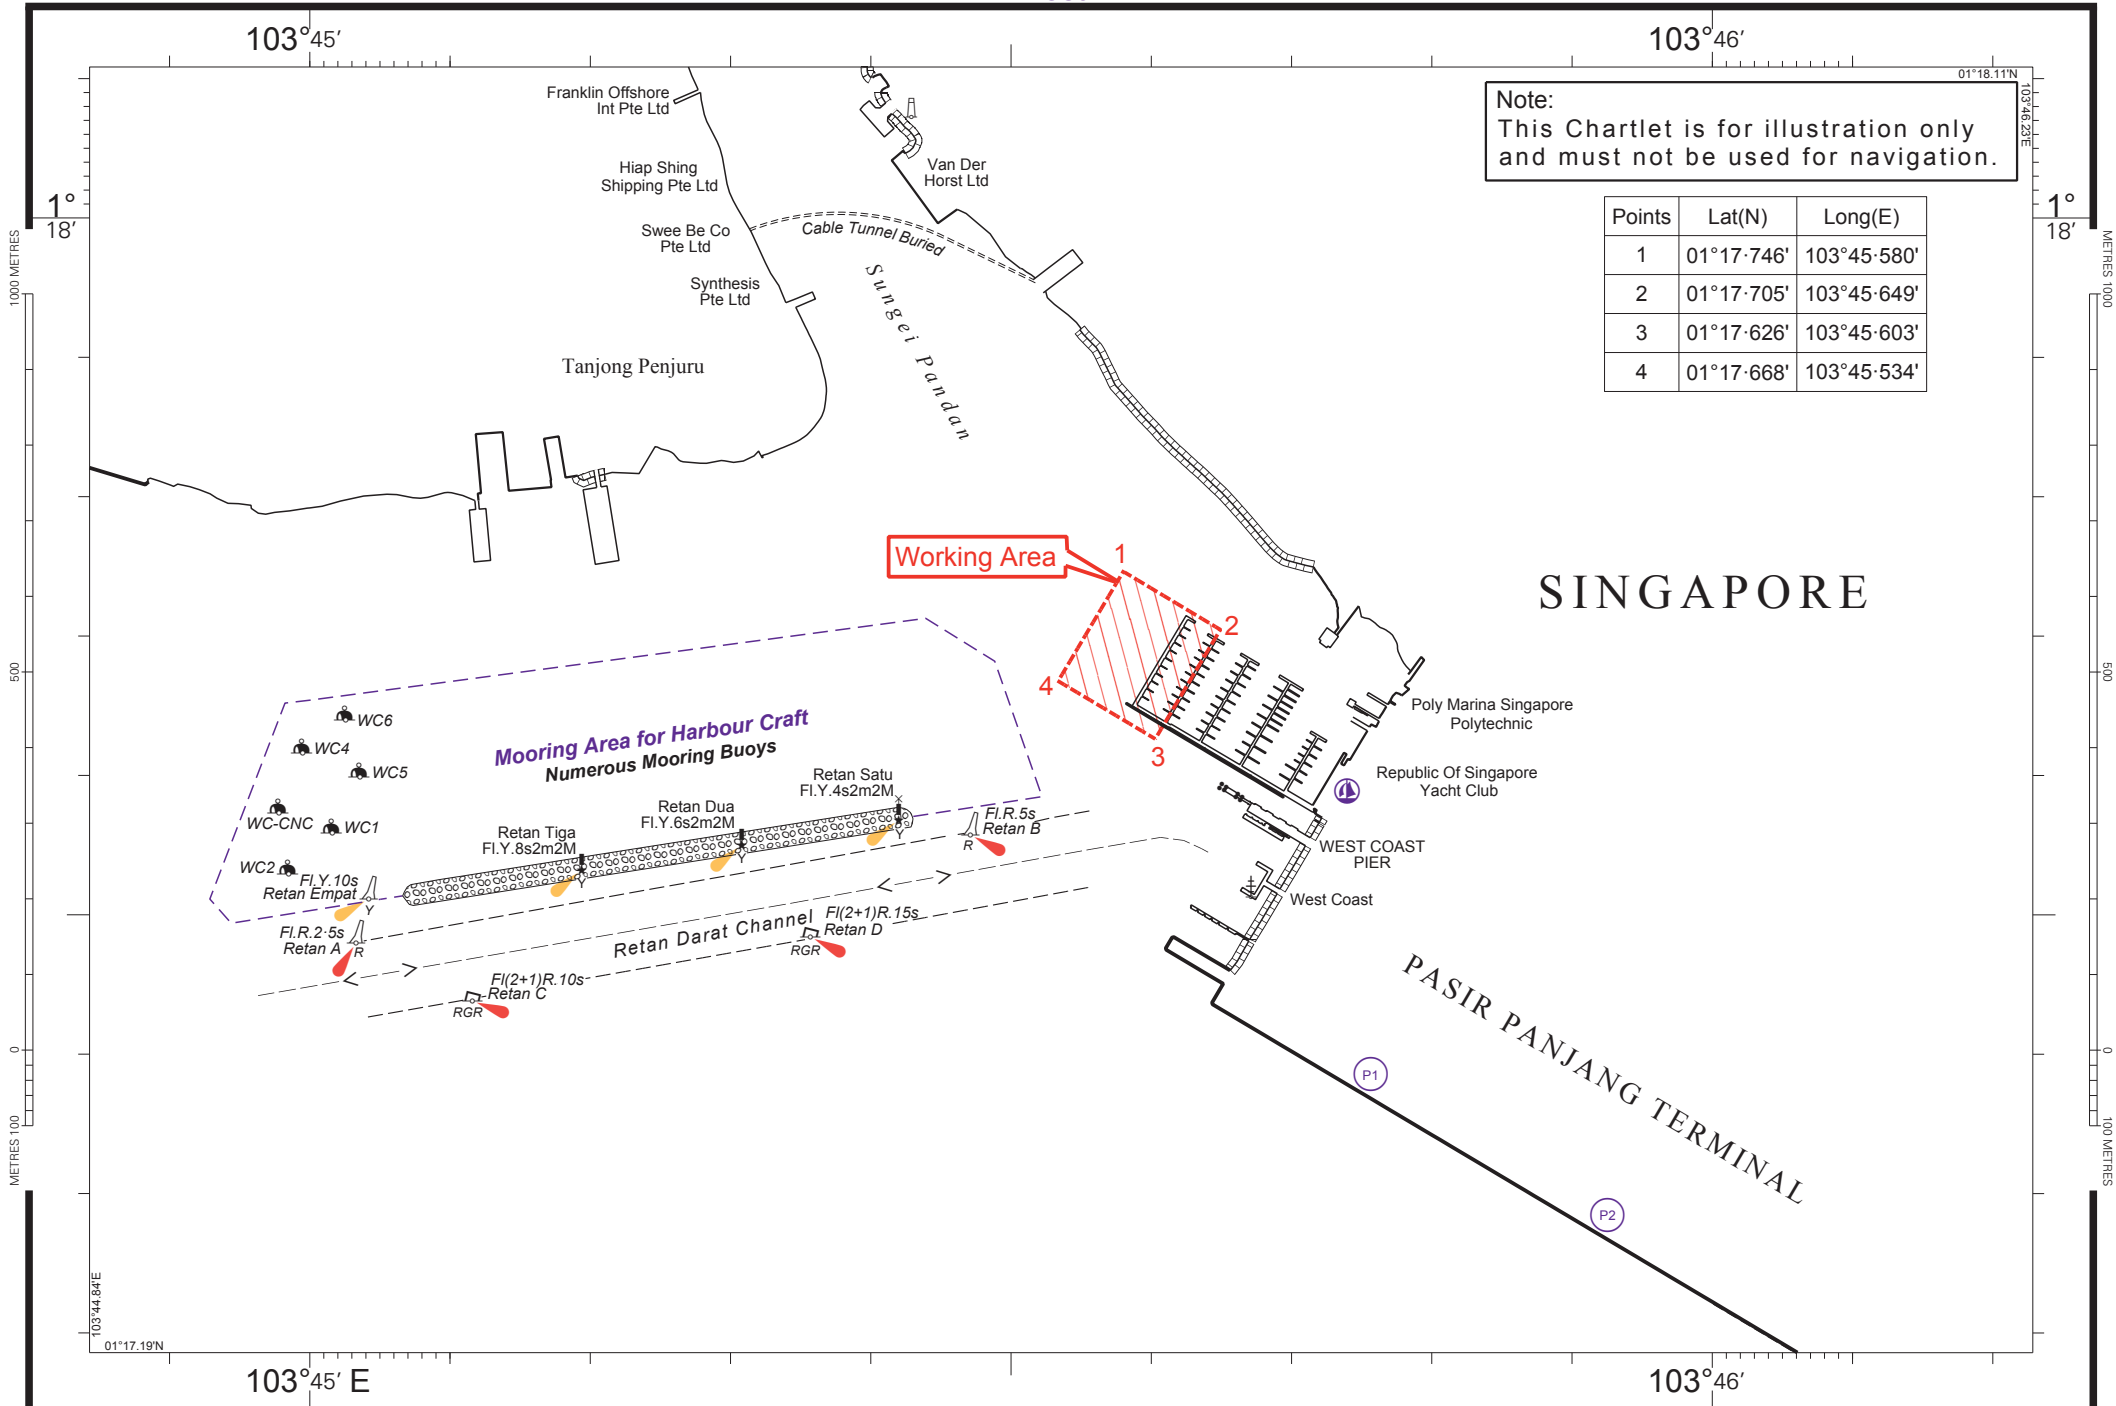 103°45'
103°46'
01°18.11'N
103°46.23'E
Note:
This Chartlet is for illustration only
and must not be used for navigation.
Points Lat(N) Long(E)
1 01°17·746' 103°45·580'
2 01°17·705' 103°45·649'
3 01°17·626' 103°45·603'
4 01°17·668' 103°45·534'
1°
18'
1°
18'
1000 METRES
500
0
METRES 100
METRES 1000
500
0
100 METRES
Franklin Offshore
Int Pte Ltd
Hiap Shing
Shipping Pte Ltd
Swee Be Co
Pte Ltd
Synthesis
Pte Ltd
Van Der
Horst Ltd
Cable Tunnel Buried
Sungei Pandan
Tanjong Penjuru
Working Area
1
2
3
4
SINGAPORE
Poly Marina Singapore
Polytechnic
Republic Of Singapore
Yacht Club
WEST COAST
PIER
West Coast
Mooring Area for Harbour Craft
Numerous Mooring Buoys
WC6
WC4
WC5
WC-CNC
WC1
WC2
Retan Satu
Fl.Y.4s2m2M
Y
Retan Dua
Fl.Y.6s2m2M
Y
Retan Tiga
Fl.Y.8s2m2M
Y
Fl.Y.10s
Retan Empat
Y
Fl.R.5s
Retan B
R
Fl.R.2·5s
Retan A
R
Retan Darat Channel
Fl(2+1)R.15s
Retan D
RGR
Fl(2+1)R.10s
Retan C
RGR
PASIR PANJANG TERMINAL
P1
P2
103°44.84'E
01°17.19'N
103°45' E
103°46'